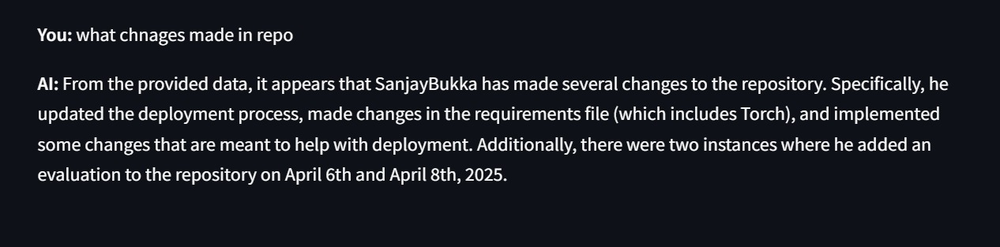 You: what chnages made in repo
AI: From the provided data, it appears that SanjayBukka has made several changes to the repository. Specifically, he
updated the deployment process, made changes in the requirements file (which includes Torch), and implemented
some changes that are meant to help with deployment. Additionally, there were two instances where he added an
evaluation to the repository on April 6th and April 8th, 2025.